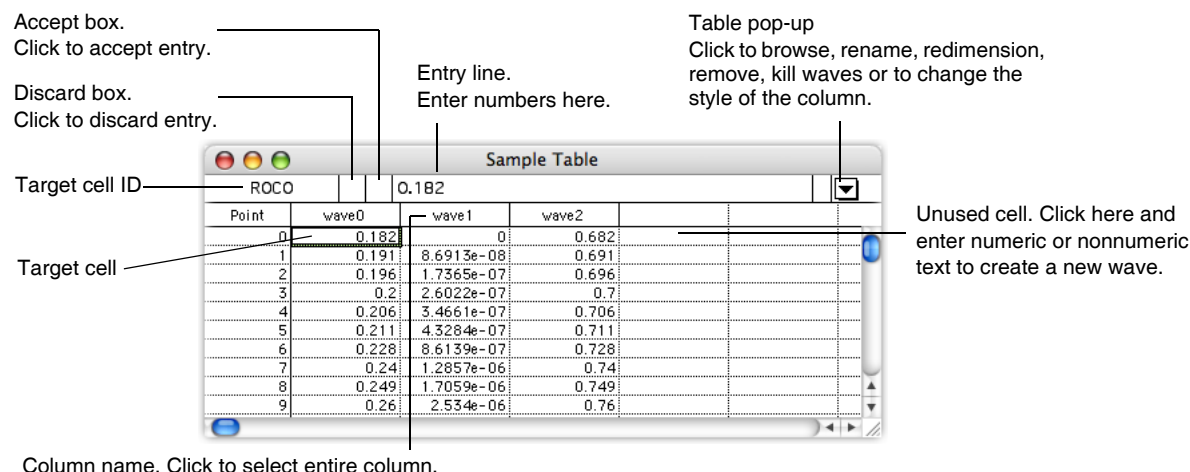 Accept box.
Click to accept entry.
Discard box.
Click to discard entry.
Entry line.
Enter numbers here.
Table pop-up
Click to browse, rename, redimension,
remove, kill waves or to change the
style of the column.
Sample Table
Target cell ID
R0C0 0.182
Point wave0 wave1 wave2
0 0.182 0 0.682
1 0.191 8.6913e-08 0.691
2 0.196 1.7365e-07 0.696
3 0.2 2.6022e-07 0.7
4 0.206 3.4661e-07 0.706
5 0.211 4.3284e-07 0.711
6 0.228 8.6139e-07 0.728
7 0.24 1.2857e-06 0.74
8 0.249 1.7059e-06 0.749
9 0.26 2.534e-06 0.76
Target cell
Unused cell. Click here and
enter numeric or nonnumeric
text to create a new wave.
Column name. Click to select entire column.